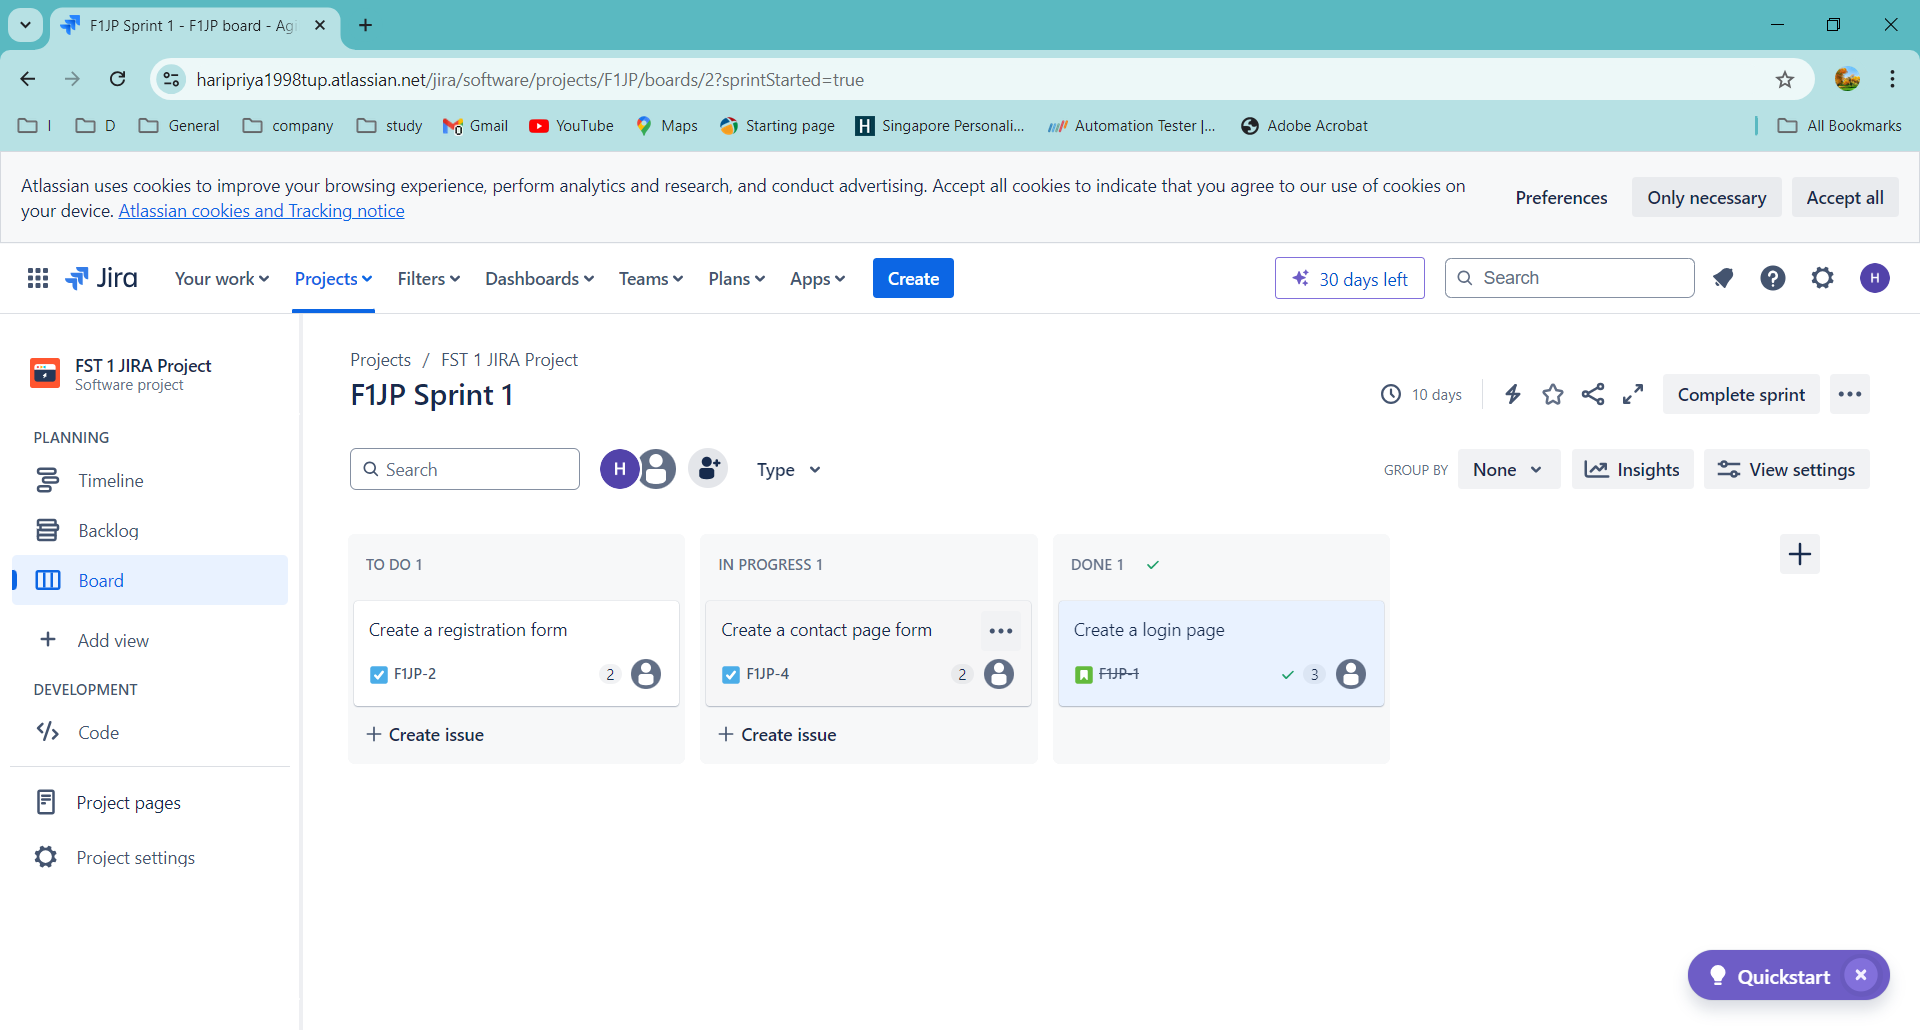 F1JP Sprint 1 - F1JP board - Agi
haripriya1998tup.atlassian.net/jira/software/projects/F1JP/boards/2?sprintStarted=true
I
D
General
company
study
Gmail
YouTube
Maps
Starting page
Singapore Personali...
Automation Tester |...
Adobe Acrobat
All Bookmarks
Atlassian uses cookies to improve your browsing experience, perform analytics and research, and conduct advertising. Accept all cookies to indicate that you agree to our use of cookies on
your device. Atlassian cookies and Tracking notice
Preferences
Only necessary
Accept all
Jira
Your work
Projects
Filters
Dashboards
Teams
Plans
Apps
Create
30 days left
Search
H
FST 1 JIRA Project
Software project
PLANNING
Timeline
Backlog
Board
Add view
DEVELOPMENT
Code
Project pages
Project settings
Projects / FST 1 JIRA Project
F1JP Sprint 1
10 days
Complete sprint
Search
H
Type
GROUP BY
None
Insights
View settings
TO DO 1
Create a registration form
F1JP-2
2
Create issue
IN PROGRESS 1
Create a contact page form
F1JP-4
2
Create issue
DONE 1
Create a login page
F1JP-1
3
Quickstart